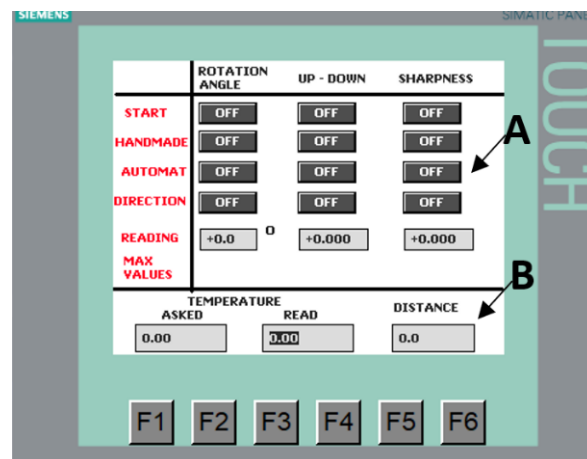 SIEMENS
SIMATIC PANE
TOUCH
ROTATION
ANGLE
UP - DOWN
SHARPNESS
START OFF OFF OFF
HANDMADE OFF OFF OFF
AUTOMAT OFF OFF OFF
DIRECTION OFF OFF OFF
READING +0.0 o +0.000 +0.000
MAX
VALUES
A
B
TEMPERATURE
ASKED READ DISTANCE
0.00 0.00 0.0
F1 F2 F3 F4 F5 F6